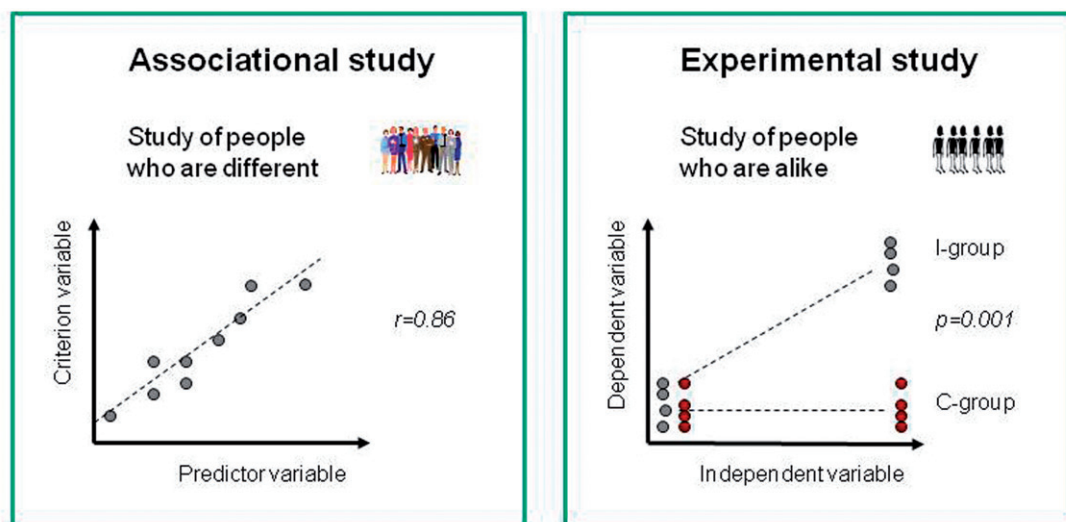 Associational study
Study of people
who are different
Criterion variable
r=0.86
Predictor variable
Experimental study
Study of people
who are alike
Dependent variable
I-group
p=0.001
C-group
Independent variable